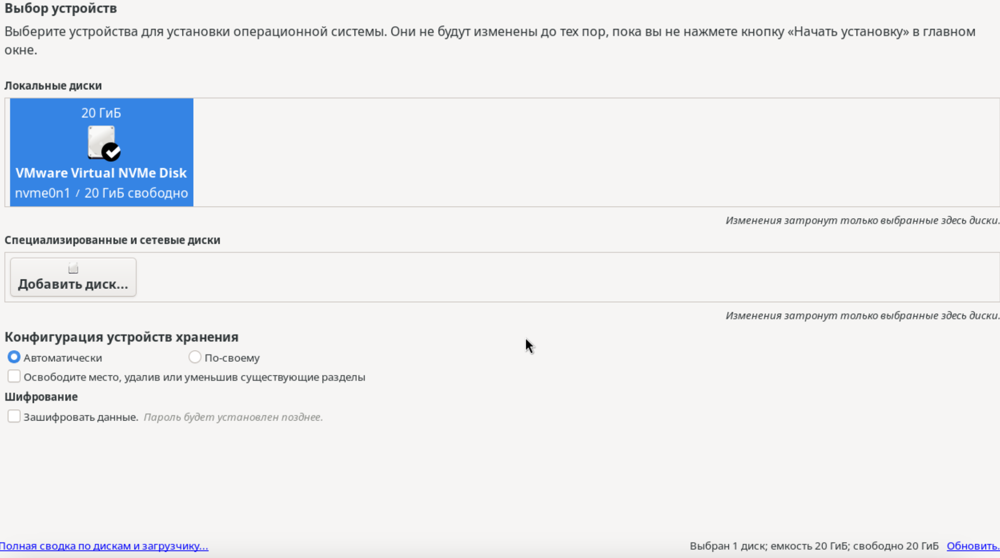 Выбор устройств
Выберите устройства для установки операционной системы. Они не будут изменены до тех пор, пока вы не нажмете кнопку «Начать установку» в главном
окне.
Локальные диски
20 ГиБ
VMware Virtual NVMe Disk
nvme0n1 / 20 ГиБ свободно
Изменения затронут только выбранные здесь диски.
Специализированные и сетевые диски
Добавить диск...
Изменения затронут только выбранные здесь диски.
Конфигурация устройств хранения
Автоматически По-своему
Освободите место, удалив или уменьшив существующие разделы
Шифрование
Зашифровать данные. Пароль будет установлен позднее.
Полная сводка по дискам и загрузчику... Выбран 1 диск; емкость 20 ГиБ; свободно 20 ГиБ Обновить.